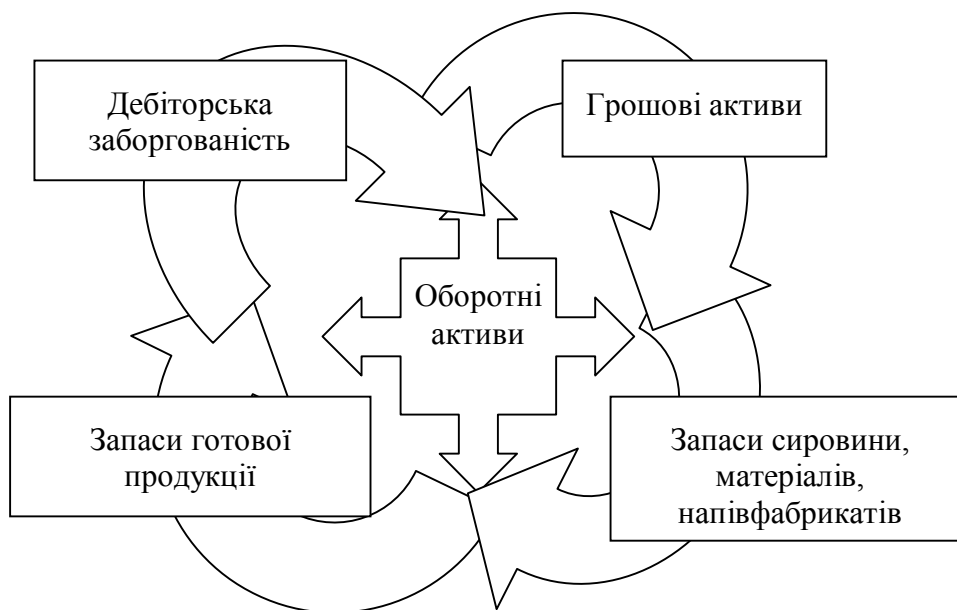 Дебіторська
заборгованість
Грошові активи
Оборотні
активи
Запаси готової
продукції
Запаси сировини,
матеріалів,
напівфабрикатів